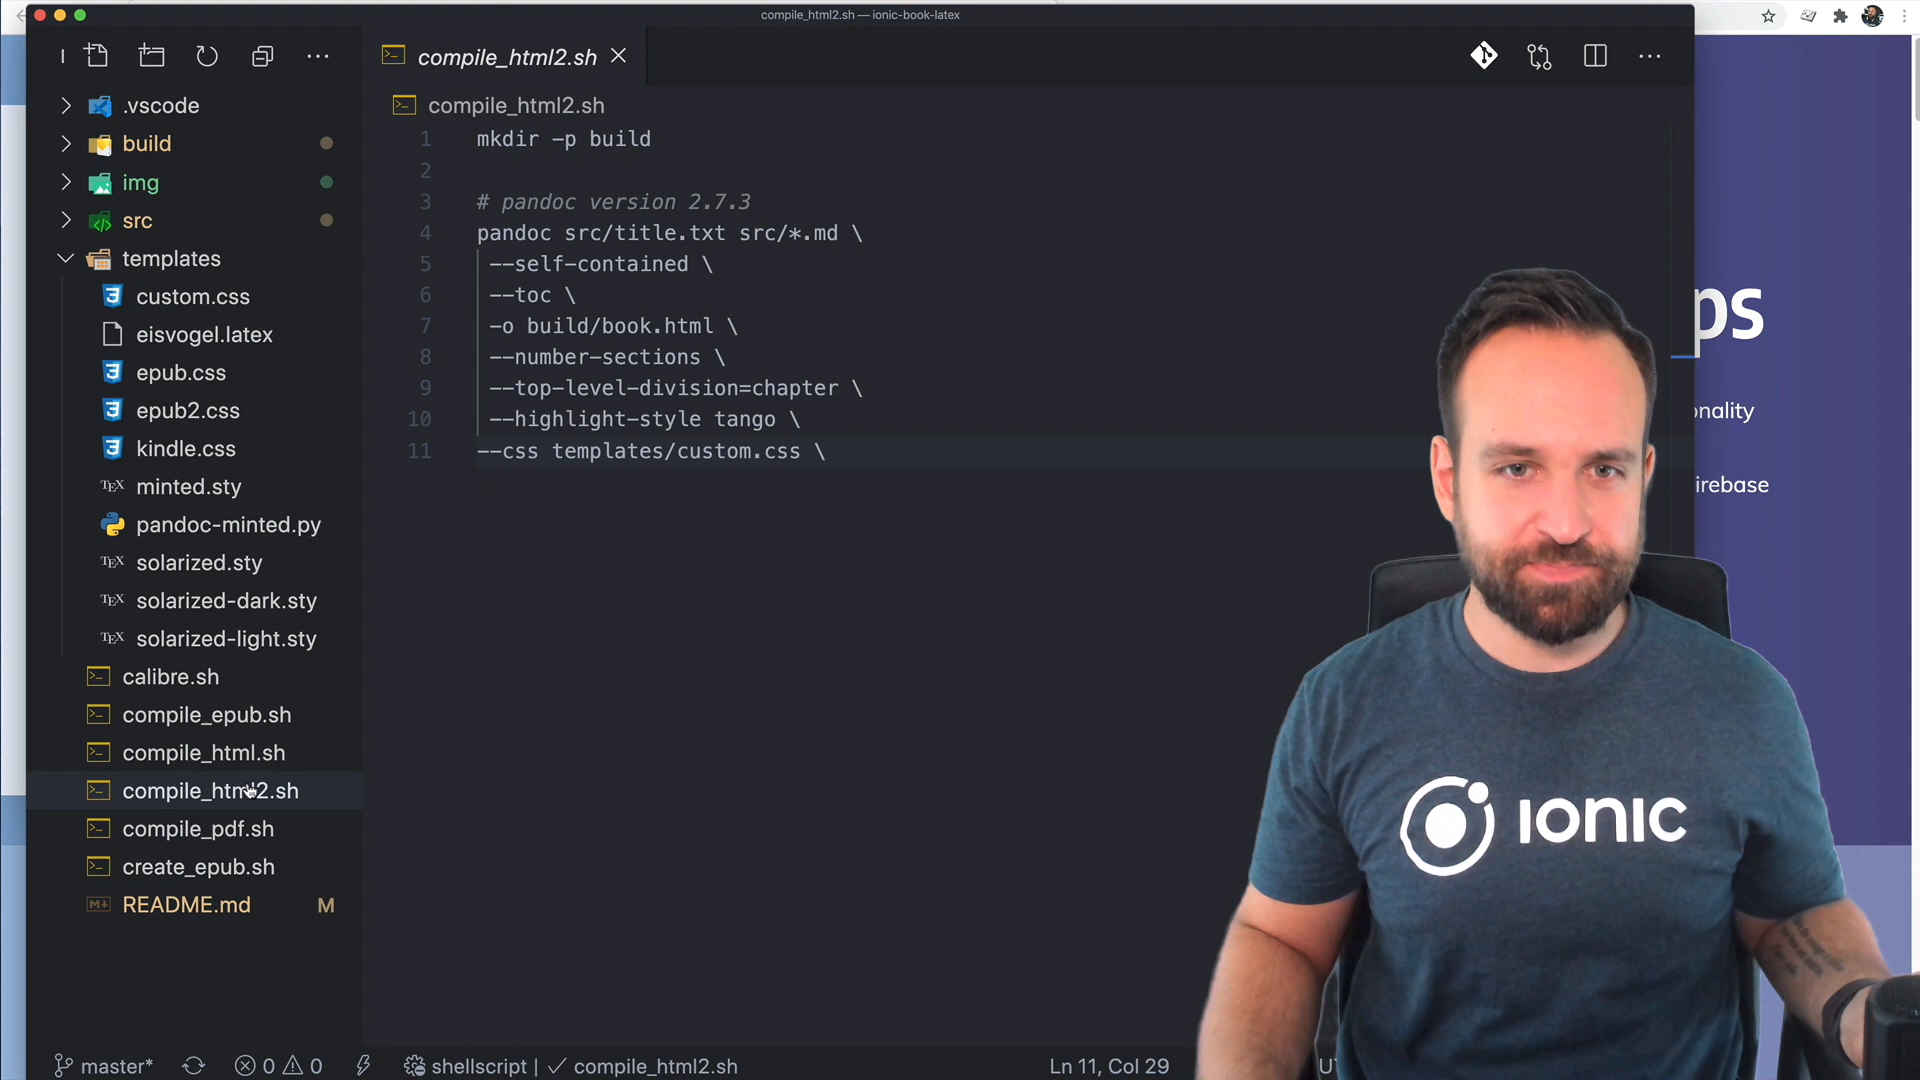 compile_html2.sh — ionic-book-latex
compile_html2.sh
.vscode
build
img
src
templates
custom.css
eisvogel.latex
epub.css
epub2.css
kindle.css
minted.sty
pandoc-minted.py
solarized.sty
solarized-dark.sty
solarized-light.sty
calibre.sh
compile_epub.sh
compile_html.sh
compile_html2.sh
compile_pdf.sh
create_epub.sh
README.md M
compile_html2.sh
1 mkdir -p build
2
3 # pandoc version 2.7.3
4 pandoc src/title.txt src/*.md \
5 --self-contained \
6 --toc \
7 -o build/book.html \
8 --number-sections \
9 --top-level-division=chapter \
10 --highlight-style tango \
11 --css templates/custom.css \
ps
onality
irebase
ionic
master* 0 0 shellscript | ✓ compile_html2.sh Ln 11, Col 29